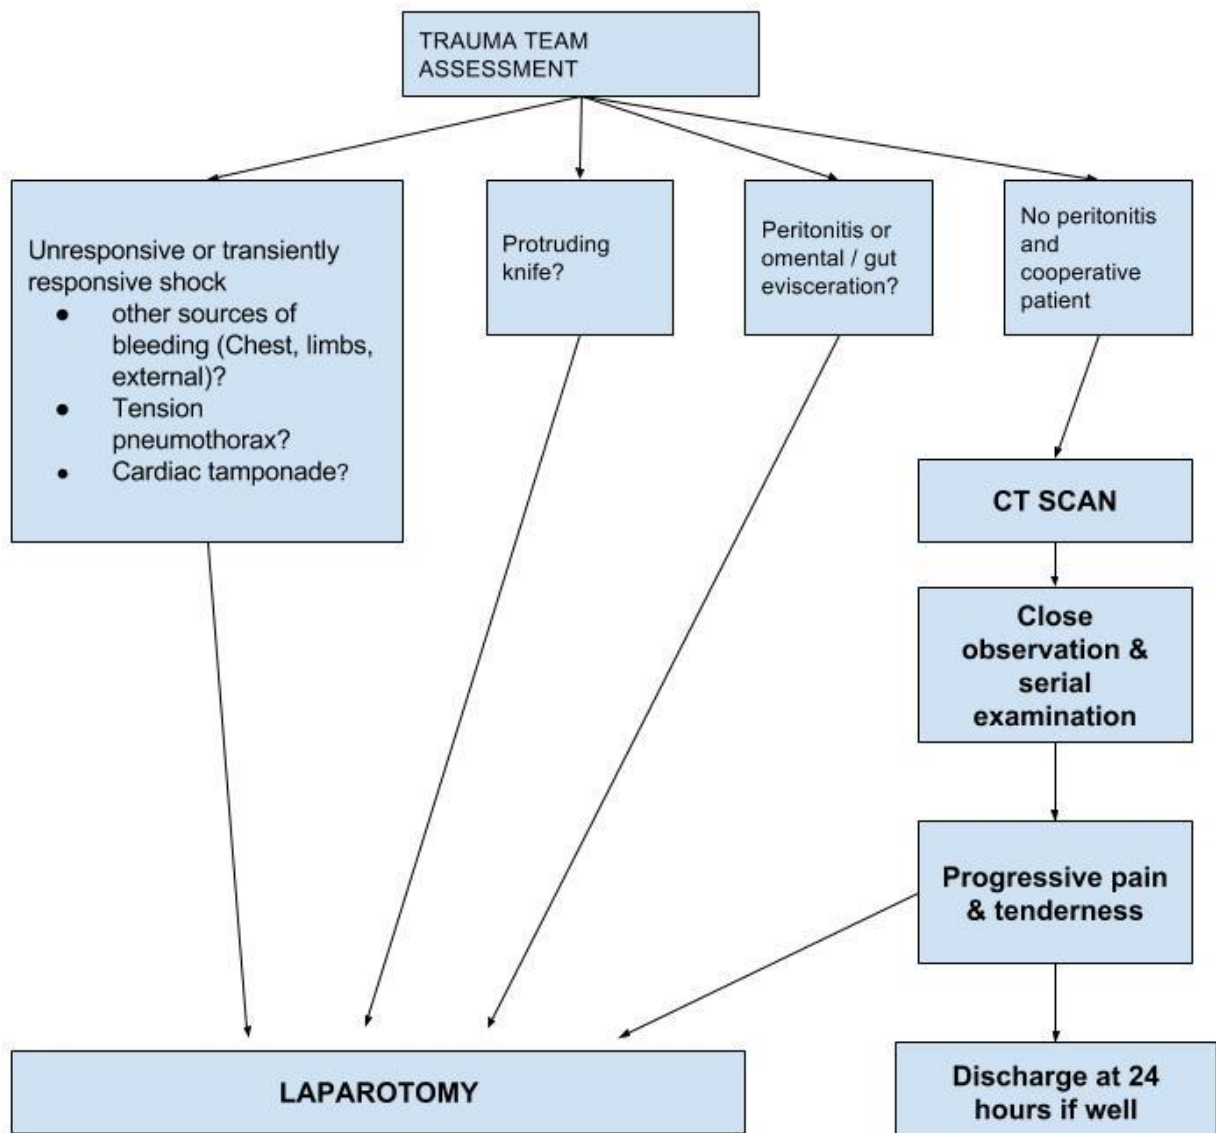 TRAUMA TEAM
ASSESSMENT
Unresponsive or transiently
responsive shock
● other sources of
bleeding (Chest, limbs,
external)?
● Tension
pneumothorax?
● Cardiac tamponade?
Protruding
knife?
Peritonitis or
omental / gut
evisceration?
No peritonitis
and
cooperative
patient
CT SCAN
Close
observation &
serial
examination
Progressive pain
& tenderness
LAPAROTOMY
Discharge at 24
hours if well